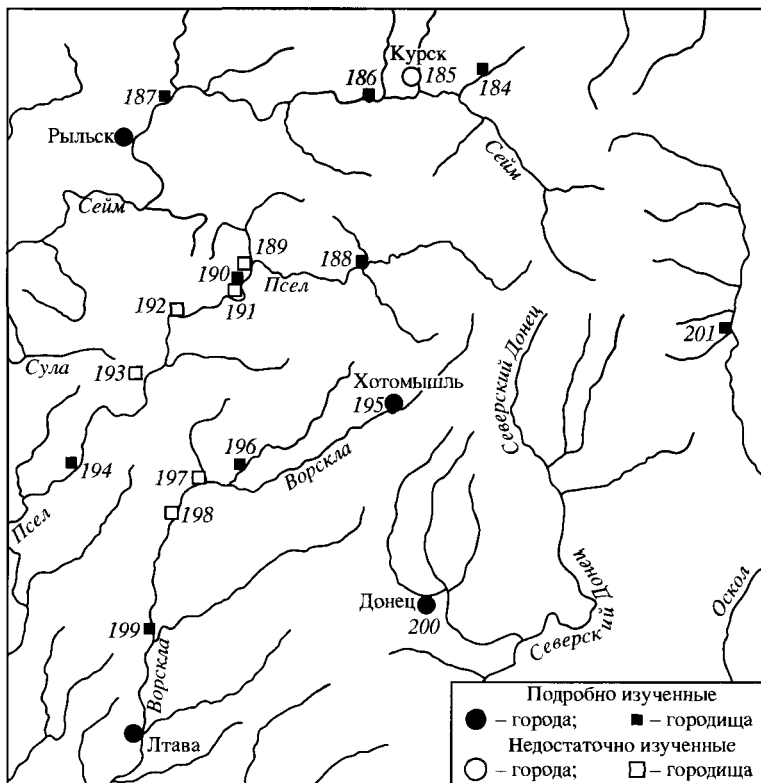 Курск
185
186
184
187
Рыльск
Сейм
Сейм
189
188
190
Псел
191
192
Северский Донец
201
Сула
193
Хотомышль
195
196
194
197
Ворскла
198
Псел
Северский Донец
Оскол
Донец
200
199
Ворскла
Лтава
Подробно изученные
– города; – городища
Недостаточно изученные
– города; – городища